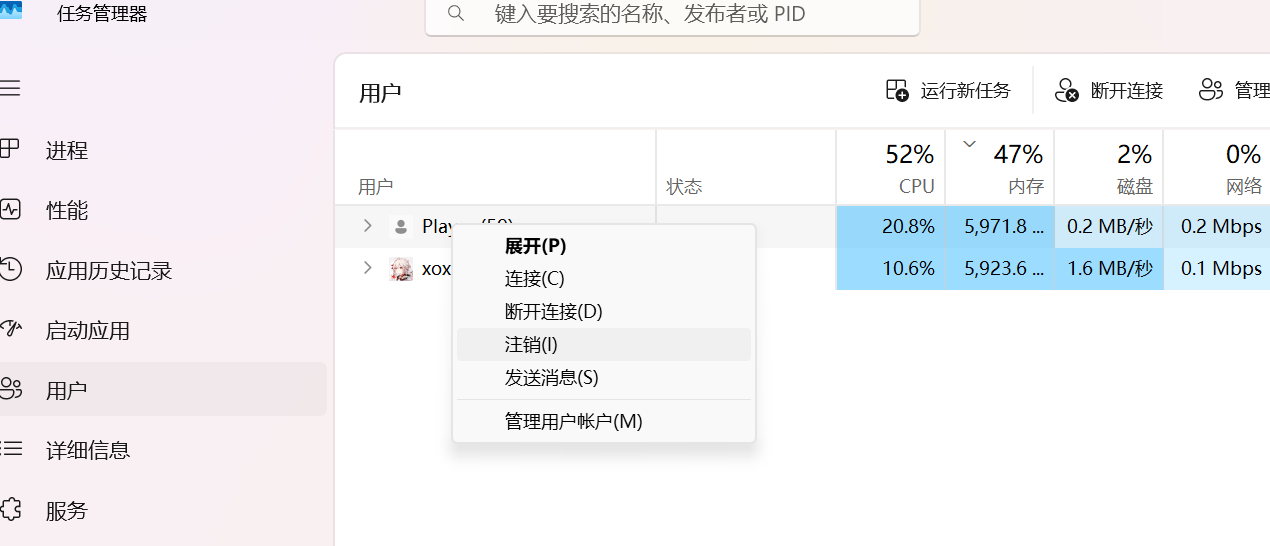 任务管理器
键入要搜索的名称、发布者或 PID
用户
运行新任务
断开连接
管理
进程
性能
应用历史记录
启动应用
用户
详细信息
服务
用户
状态
52% CPU
47% 内存
2% 磁盘
0% 网络
20.8% 5,971.8 ... 0.2 MB/秒 0.2 Mbps
xox 10.6% 5,923.6 ... 1.6 MB/秒 0.1 Mbps
展开(P)
连接(C)
断开连接(D)
注销(I)
发送消息(S)
管理用户帐户(M)